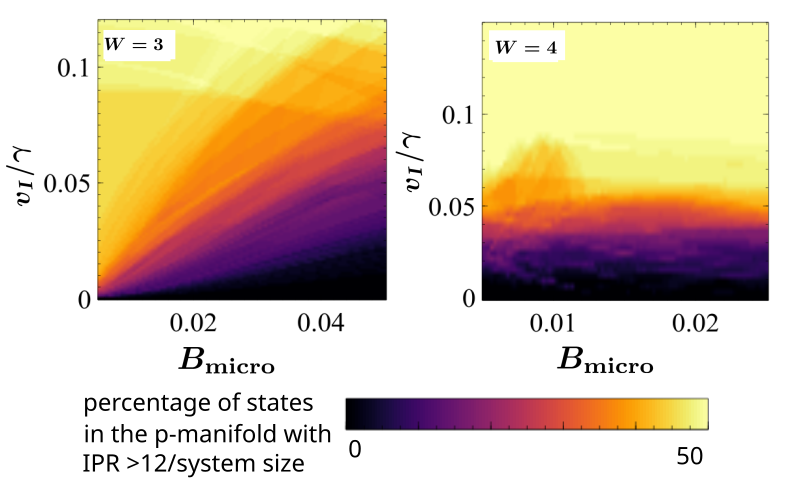 W = 3
W = 4
v_I/γ
0.1
0.05
0
0.02
0.04
B_micro
v_I/γ
0.1
0.05
0
0.01
0.02
B_micro
percentage of states
in the p-manifold with
IPR >12/system size
0
50